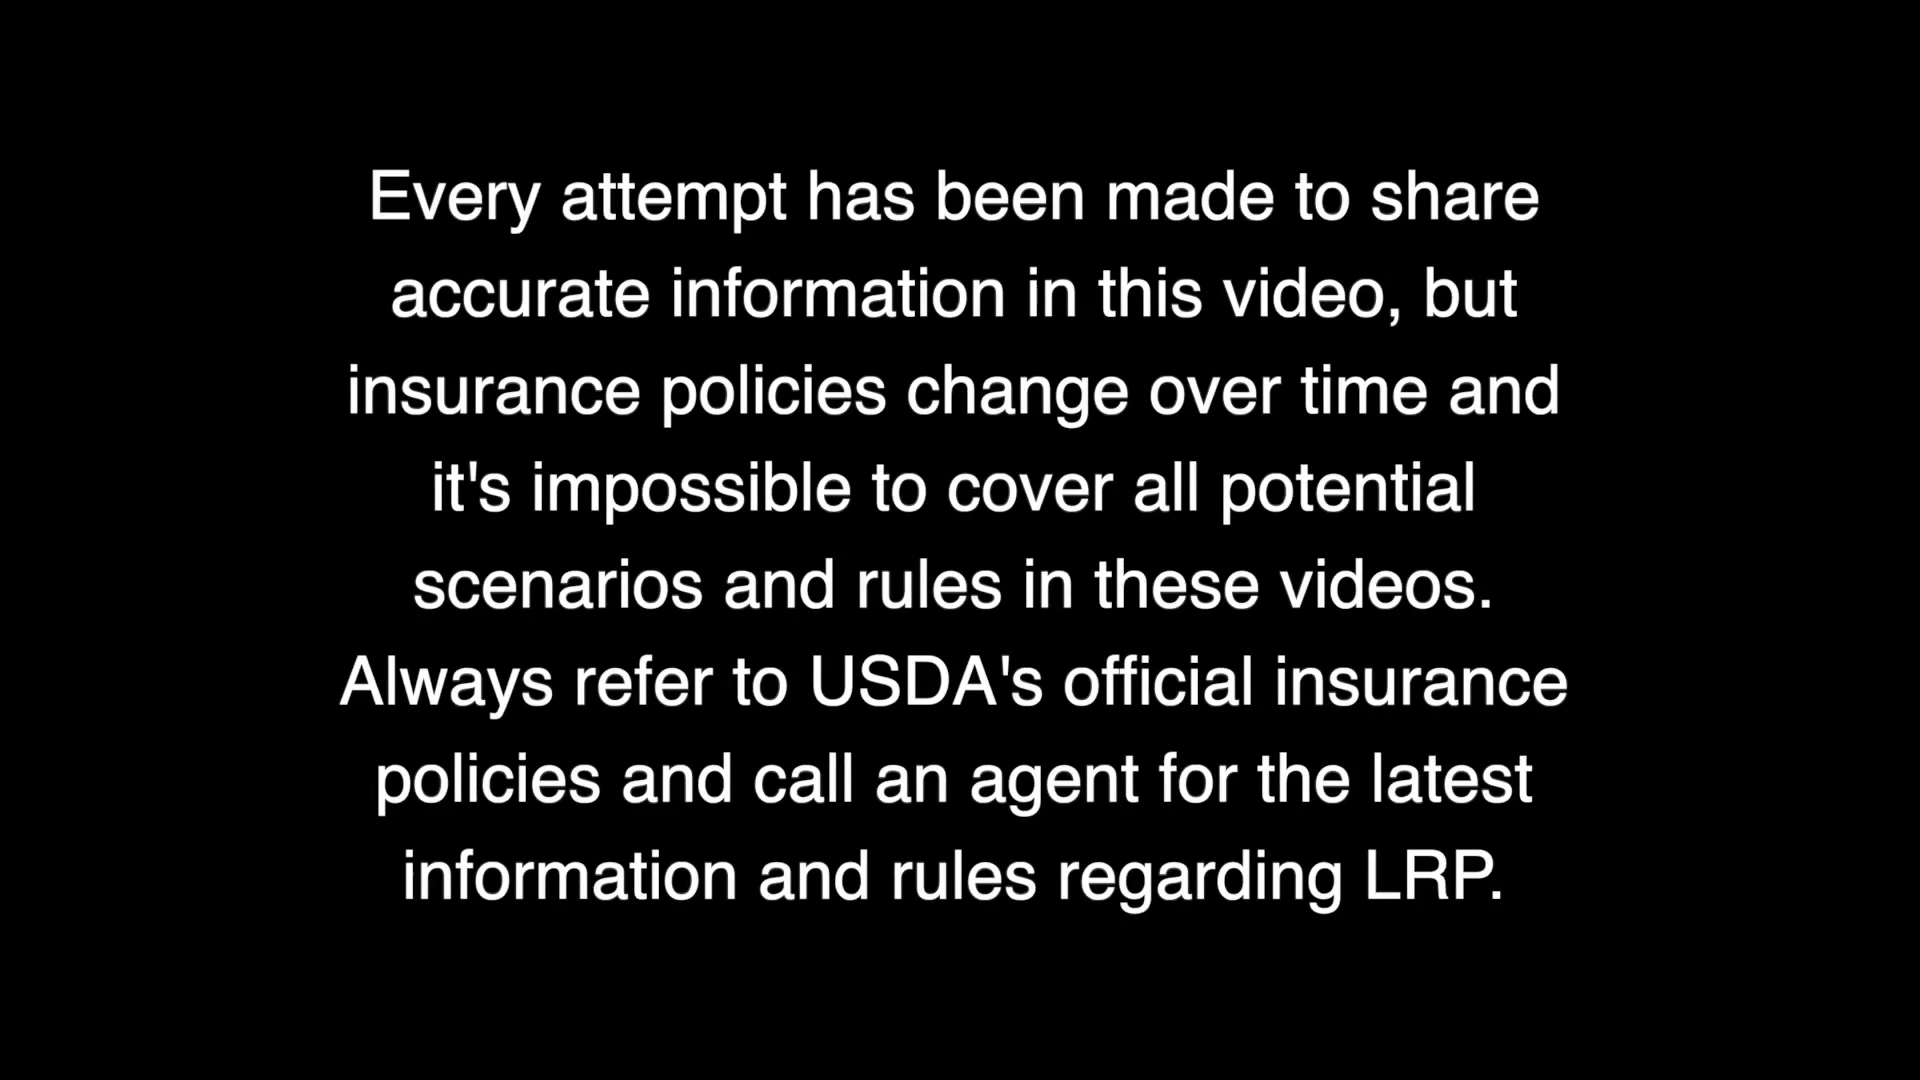 Every attempt has been made to share
accurate information in this video, but
insurance policies change over time and
it's impossible to cover all potential
scenarios and rules in these videos.
Always refer to USDA's official insurance
policies and call an agent for the latest
information and rules regarding LRP.